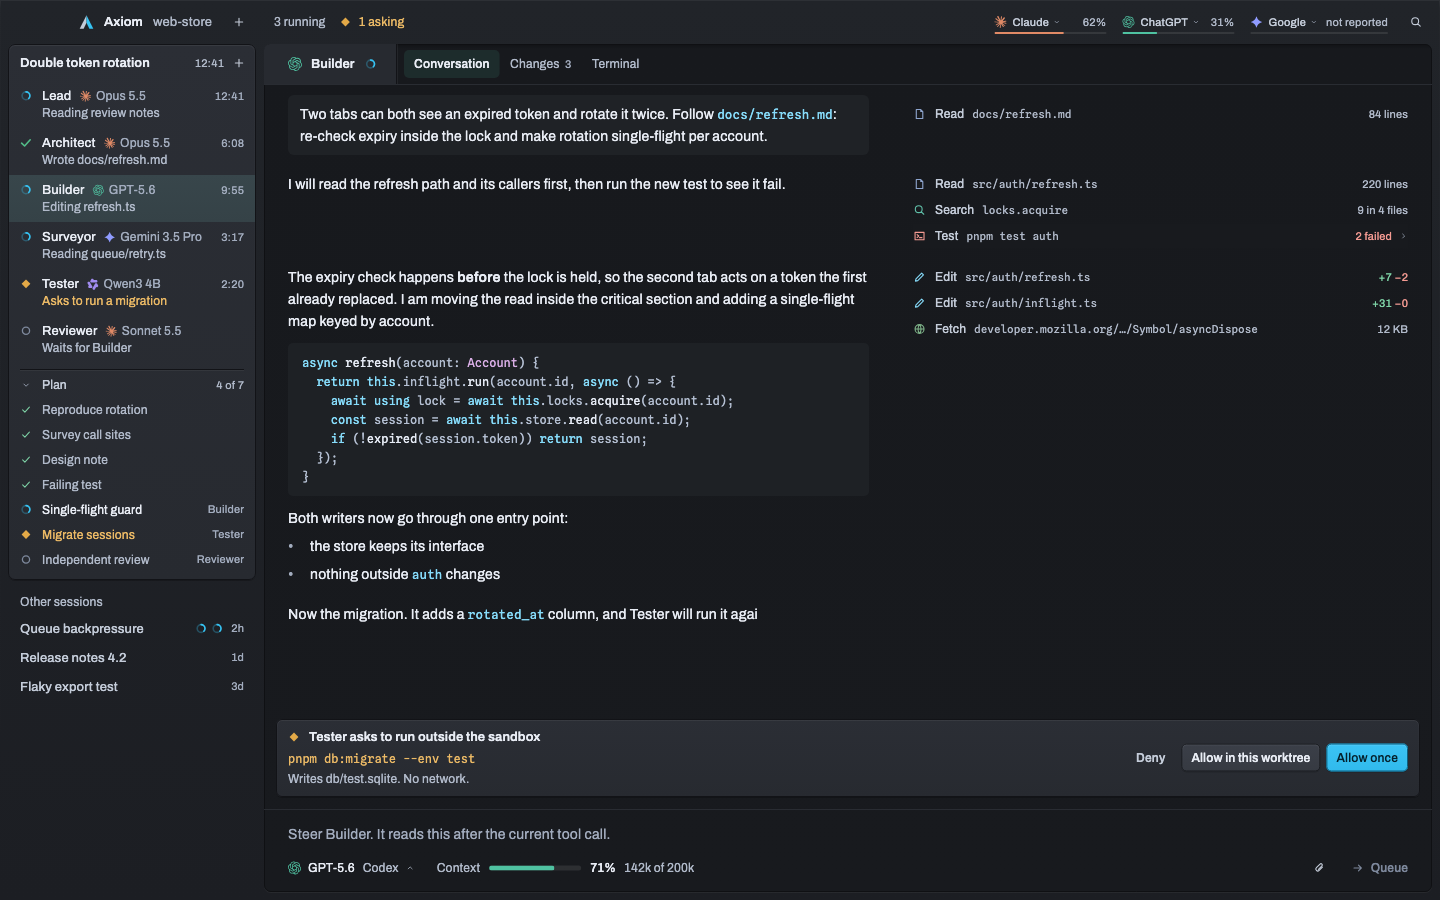 Axiom web-store +
3 running 1 asking
Claude 62% ChatGPT 31% Google not reported
Double token rotation 12:41 +
Lead Opus 5.5 12:41
Reading review notes
Architect Opus 5.5 6:08
Wrote docs/refresh.md
Builder GPT-5.6 9:55
Editing refresh.ts
Surveyor Gemini 3.5 Pro 3:17
Reading queue/retry.ts
Tester Qwen3 4B 2:20
Asks to run a migration
Reviewer Sonnet 5.5
Waits for Builder
Plan 4 of 7
Reproduce rotation
Survey call sites
Design note
Failing test
Single-flight guard Builder
Migrate sessions Tester
Independent review Reviewer
Other sessions
Queue backpressure 2h
Release notes 4.2 1d
Flaky export test 3d
Builder Conversation Changes 3 Terminal
Two tabs can both see an expired token and rotate it twice. Follow docs/refresh.md:
re-check expiry inside the lock and make rotation single-flight per account.
Read docs/refresh.md 84 lines
I will read the refresh path and its callers first, then run the new test to see it fail.
Read src/auth/refresh.ts 220 lines
Search locks.acquire 9 in 4 files
Test pnpm test auth 2 failed
The expiry check happens before the lock is held, so the second tab acts on a token the first
already replaced. I am moving the read inside the critical section and adding a single-flight
map keyed by account.
Edit src/auth/refresh.ts +7 −2
Edit src/auth/inflight.ts +31 −0
Fetch developer.mozilla.org/…/Symbol/asyncDispose 12 KB
async refresh(account: Account) {
return this.inflight.run(account.id, async () => {
await using lock = await this.locks.acquire(account.id);
const session = await this.store.read(account.id);
if (!expired(session.token)) return session;
});
}
Both writers now go through one entry point:
• the store keeps its interface
• nothing outside auth changes
Now the migration. It adds a rotated_at column, and Tester will run it agai
Tester asks to run outside the sandbox
pnpm db:migrate --env test
Writes db/test.sqlite. No network.
Deny Allow in this worktree Allow once
Steer Builder. It reads this after the current tool call.
GPT-5.6 Codex Context 71% 142k of 200k
Queue